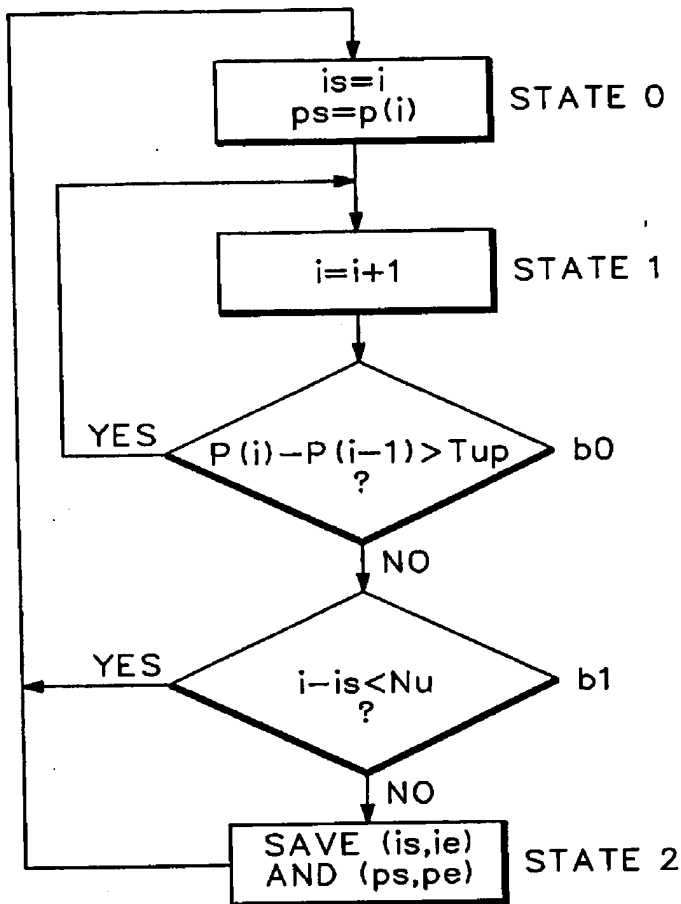 is=i
ps=p(i)
STATE 0
i=i+1
STATE 1
YES
P(i)-P(i-1)>Tup
?
b0
NO
YES
i-is<Nu
?
b1
NO
SAVE (is,ie)
AND (ps,pe)
STATE 2